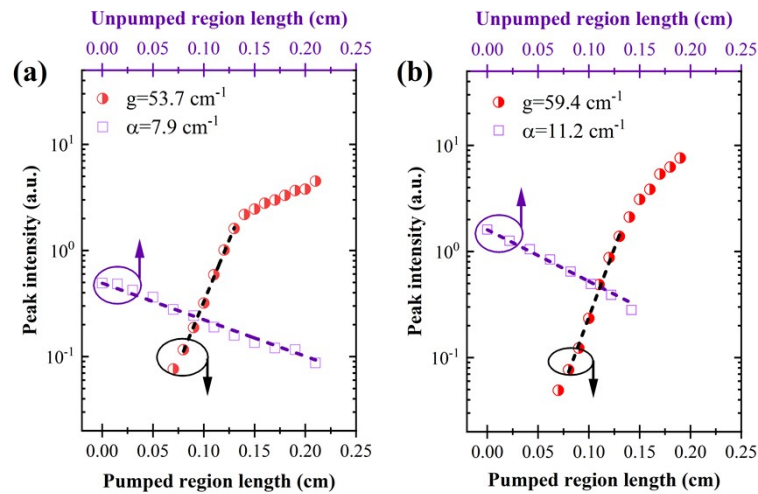 Unpumped region length (cm)
0.00 0.05 0.10 0.15 0.20 0.25
(a)
g=53.7 cm⁻¹
α=7.9 cm⁻¹
Peak intensity (a.u.)
10¹
10⁰
10⁻¹
0.00 0.05 0.10 0.15 0.20 0.25
Pumped region length (cm)
Unpumped region length (cm)
0.00 0.05 0.10 0.15 0.20 0.25
(b)
g=59.4 cm⁻¹
α=11.2 cm⁻¹
Peak intensity (a.u.)
10¹
10⁰
10⁻¹
0.00 0.05 0.10 0.15 0.20 0.25
Pumped region length (cm)